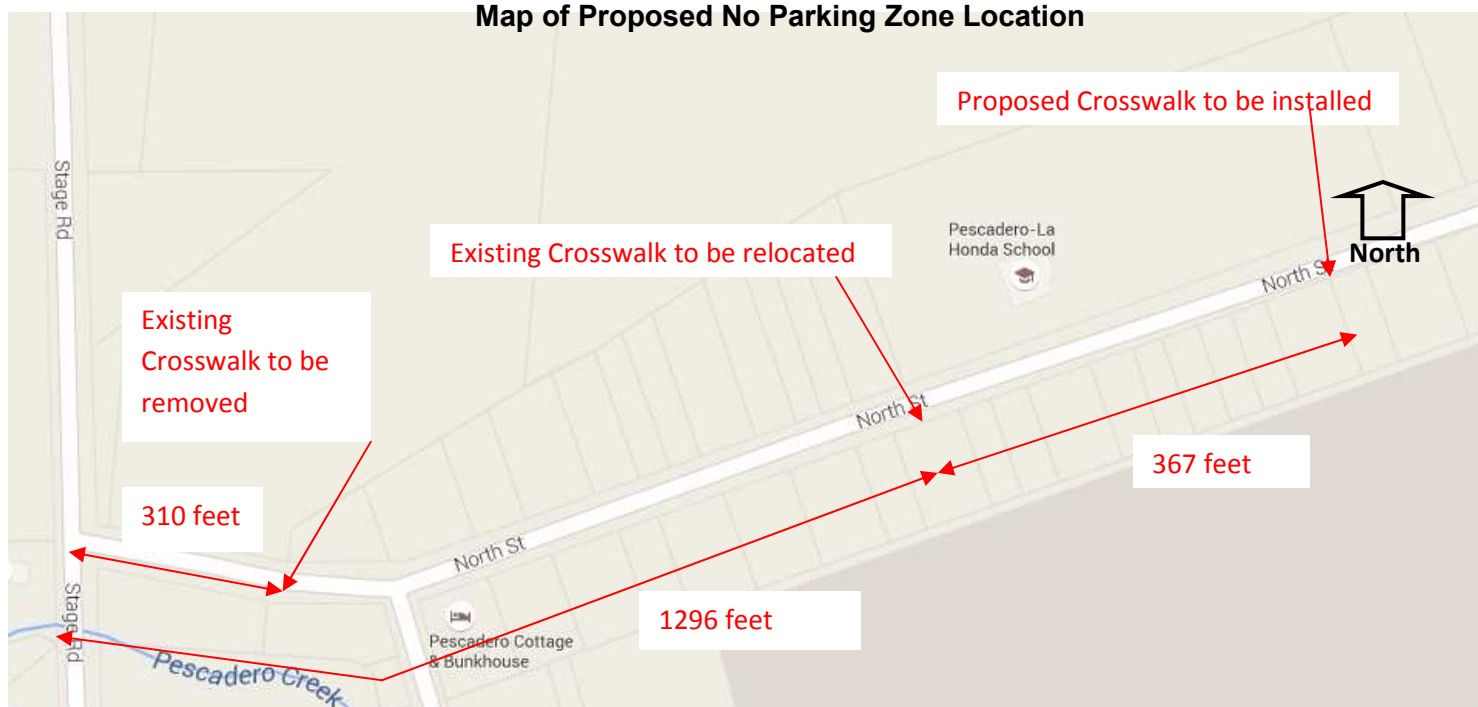 Map of Proposed No Parking Zone Location
Proposed Crosswalk to be installed
Stage Rd
Existing Crosswalk to be relocated
Pescadero-La
Honda School
North
North St
Existing
Crosswalk to be
removed
North St
367 feet
310 feet
North St
Stage Rd
1296 feet
Pescadero Cottage
& Bunkhouse
Pescadero Creek